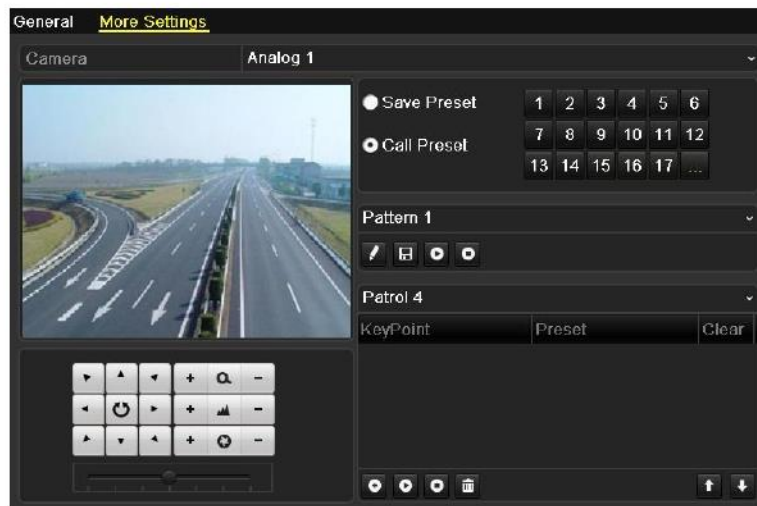 General More Settings
Camera Analog 1
Save Preset
1 2 3 4 5 6
Call Preset
7 8 9 10 11 12
13 14 15 16 17 ...
Pattern 1
Patrol 4
KeyPoint Preset Clear